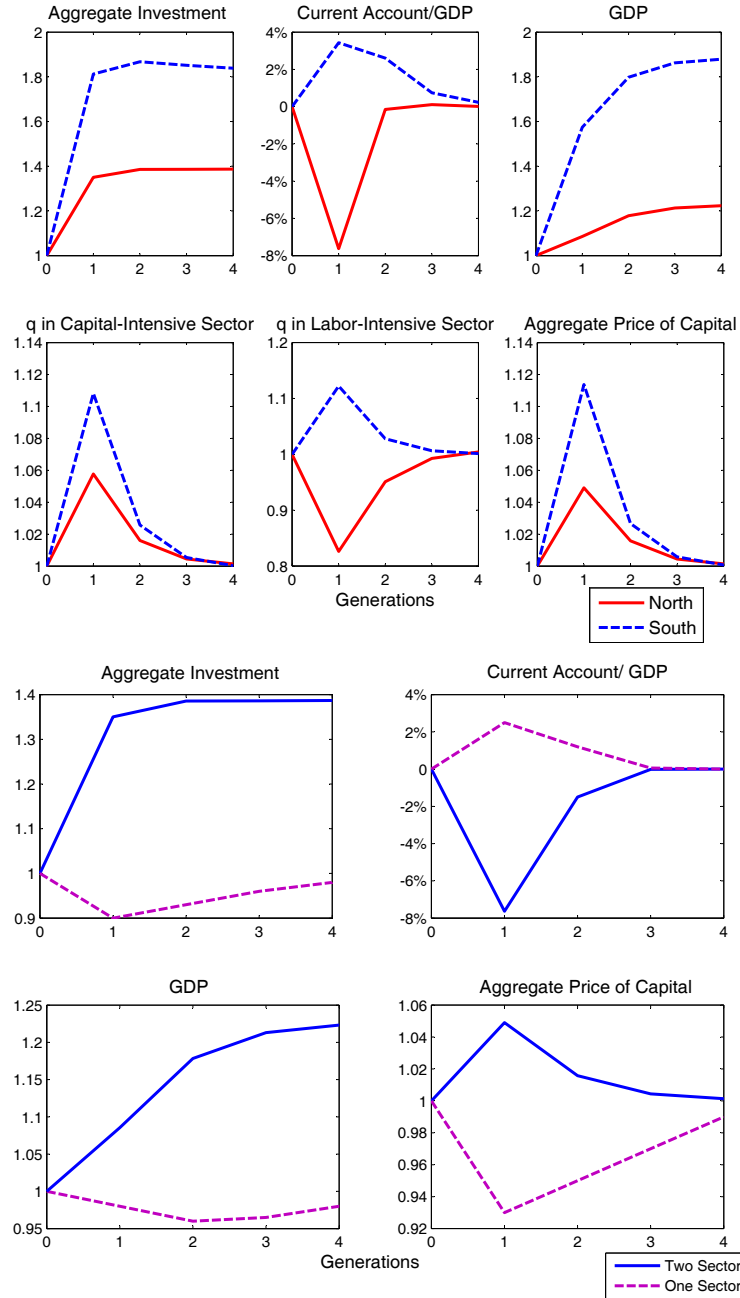 Aggregate Investment
Current Account/GDP
GDP
2
1.8
1.6
1.4
1.2
1
0 1 2 3 4
4%
2%
0
-2%
-4%
-6%
-8%
0 1 2 3 4
2
1.8
1.6
1.4
1.2
1
0 1 2 3 4
q in Capital-Intensive Sector
q in Labor-Intensive Sector
Aggregate Price of Capital
1.14
1.12
1.1
1.08
1.06
1.04
1.02
1
0 1 2 3 4
1.2
1.1
1
0.9
0.8
0 1 2 3 4
1.14
1.12
1.1
1.08
1.06
1.04
1.02
1
0 1 2 3 4
Generations
North
South
Aggregate Investment
Current Account/ GDP
1.4
1.3
1.2
1.1
1
0.9
0 1 2 3 4
4%
2%
0
-2%
-4%
-6%
-8%
0 1 2 3 4
GDP
Aggregate Price of Capital
1.25
1.2
1.15
1.1
1.05
1
0.95
0 1 2 3 4
1.06
1.04
1.02
1
0.98
0.96
0.94
0.92
0 1 2 3 4
Generations
Two Sector
One Sector